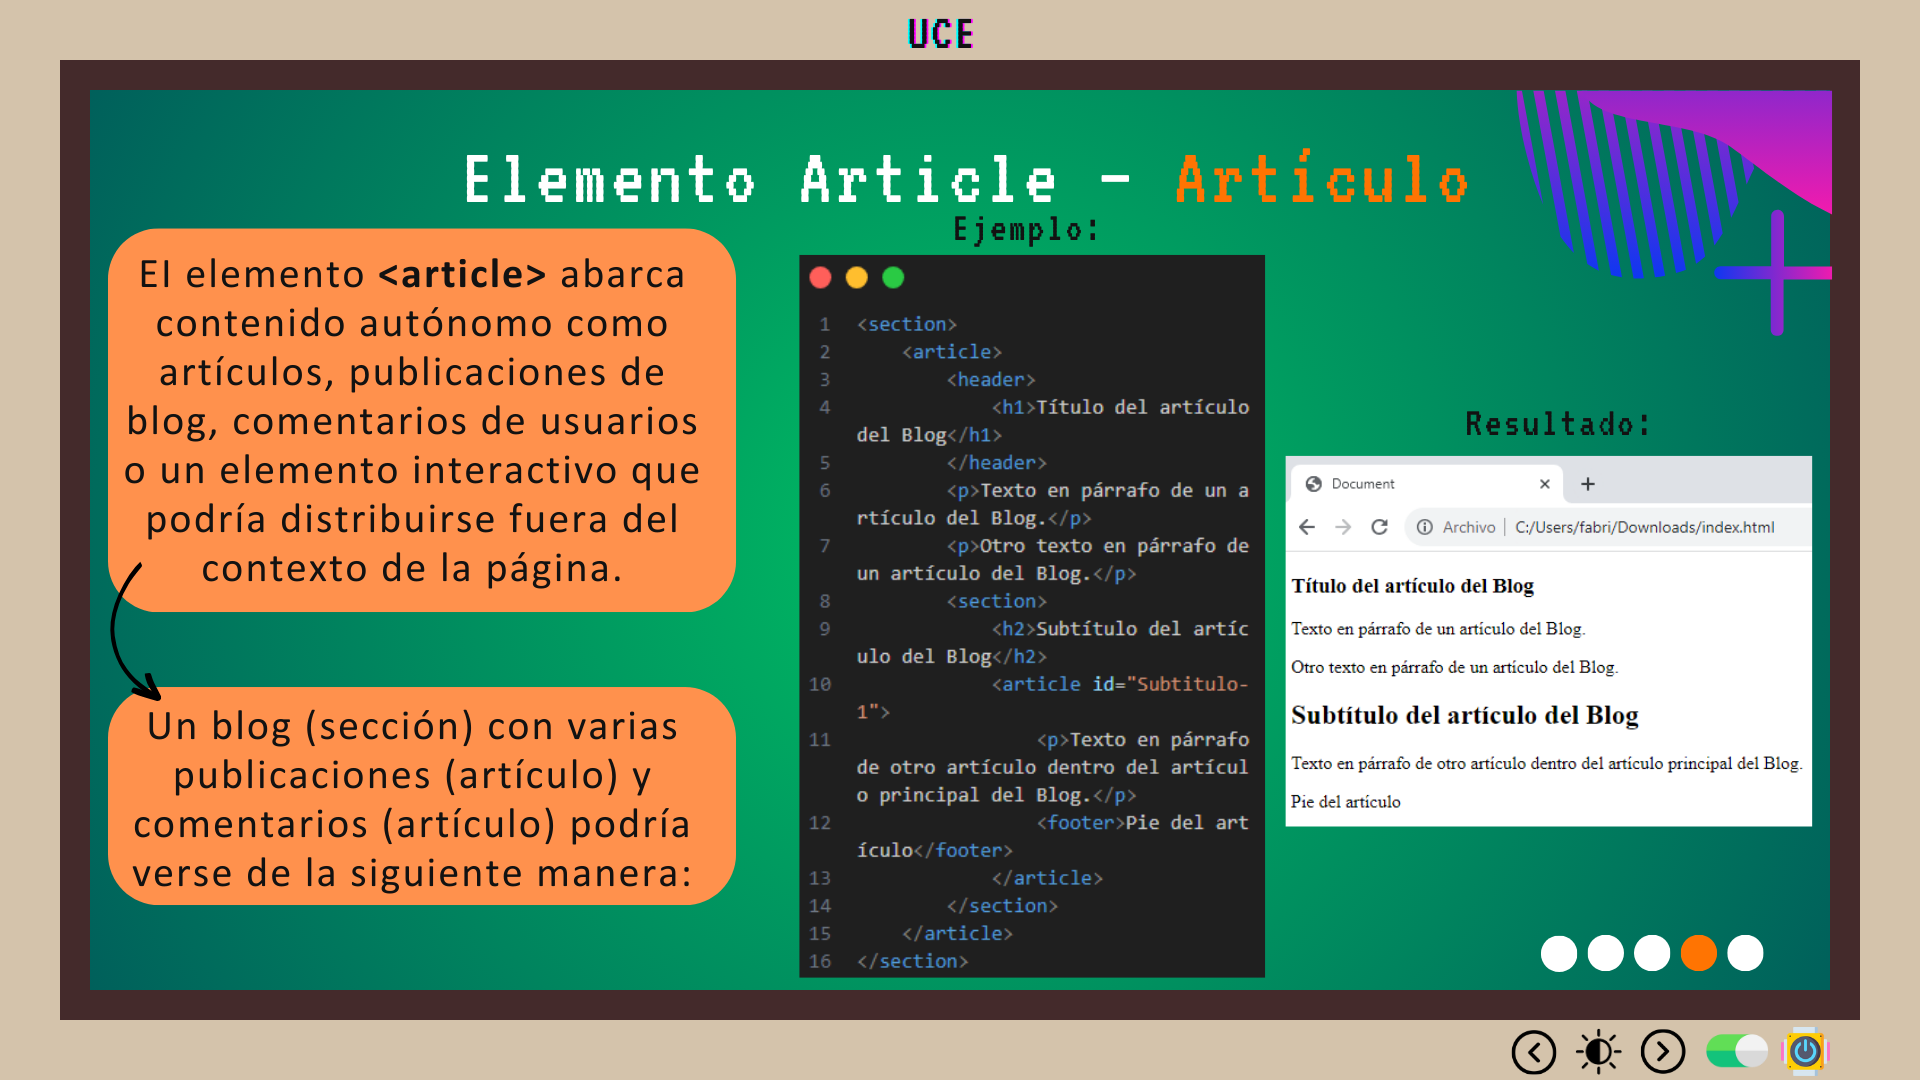 UCE
Elemento Article - Artículo
El elemento <article> abarca
contenido autónomo como
artículos, publicaciones de
blog, comentarios de usuarios
o un elemento interactivo que
podría distribuirse fuera del
contexto de la página.
Un blog (sección) con varias
publicaciones (artículo) y
comentarios (artículo) podría
verse de la siguiente manera:
Ejemplo:
1 <section>
2 <article>
3 <header>
4 <h1>Título del artículo
del Blog</h1>
5 </header>
6 <p>Texto en párrafo de un a
rtículo del Blog.</p>
7 <p>Otro texto en párrafo de
un artículo del Blog.</p>
8 <section>
9 <h2>Subtítulo del artíc
ulo del Blog</h2>
10 <article id="Subtitulo-
1">
11 <p>Texto en párrafo
de otro artículo dentro del artícul
o principal del Blog.</p>
12 <footer>Pie del art
ículo</footer>
13 </article>
14 </section>
15 </article>
16 </section>
Resultado:
Document
Archivo | C:/Users/fabri/Downloads/index.html
Título del artículo del Blog
Texto en párrafo de un artículo del Blog.
Otro texto en párrafo de un artículo del Blog.
Subtítulo del artículo del Blog
Texto en párrafo de otro artículo dentro del artículo principal del Blog.
Pie del artículo